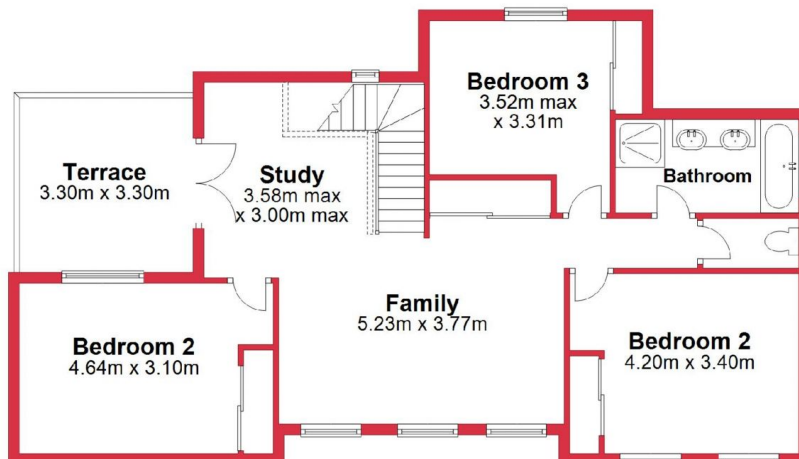 Bedroom 3
3.52m max
x 3.31m
Terrace
3.30m x 3.30m
Study
3.58m max
x 3.00m max
Bathroom
Family
5.23m x 3.77m
Bedroom 2
4.64m x 3.10m
Bedroom 2
4.20m x 3.40m